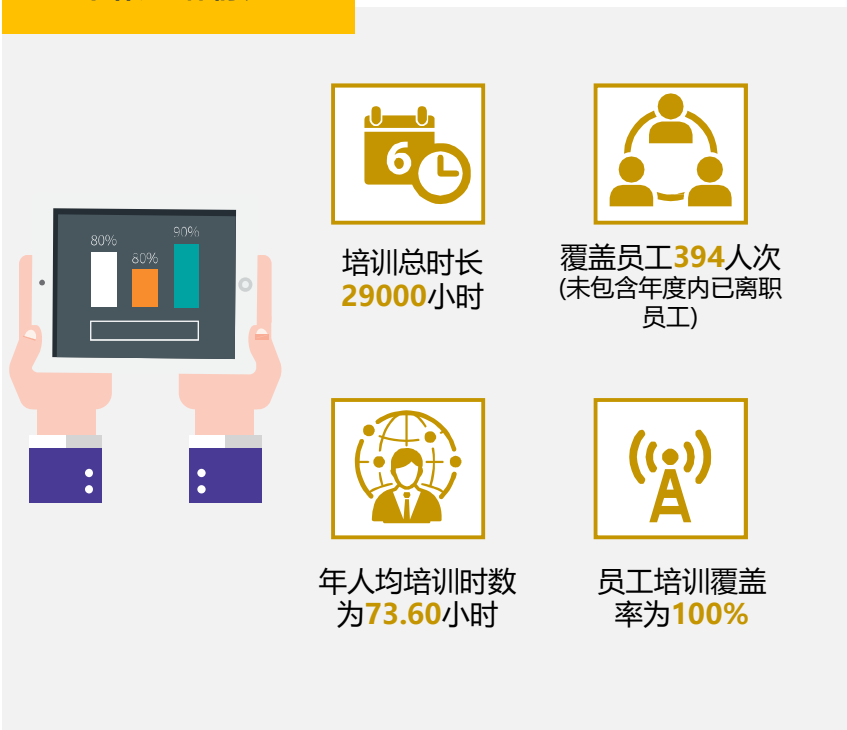 80%
80%
90%
6
培训总时长
29000小时
覆盖员工394人次
(未包含年度内已离职
员工)
年人均培训时数
为73.60小时
员工培训覆盖
率为100%